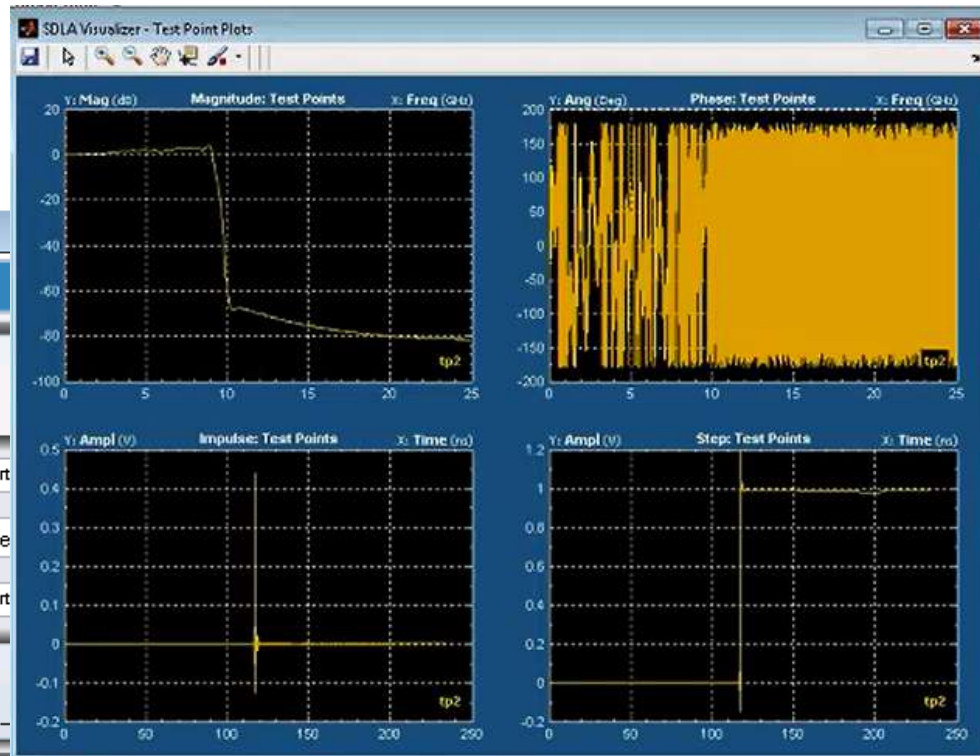 SDLA Visualizer - Test Point Plots
Y: Mag (dB) Magnitude: Test Points X: Freq (GHz)
20
0
-20
-40
-60
-80
-100
0 5 10 15 20 25
tp2
Y: Ang (Deg) Phase: Test Points X: Freq (GHz)
200
150
100
50
0
-50
-100
-150
-200
0 5 10 15 20 25
tp2
Y: Ampl (V) Impulse: Test Points X: Time (ns)
0.5
0.4
0.3
0.2
0.1
0
-0.1
-0.2
0 50 100 150 200 250
tp2
Y: Ampl (V) Step: Test Points X: Time (ns)
1.2
1
0.8
0.6
0.4
0.2
0
-0.2
0 50 100 150 200 250
tp2
rt
e
rt